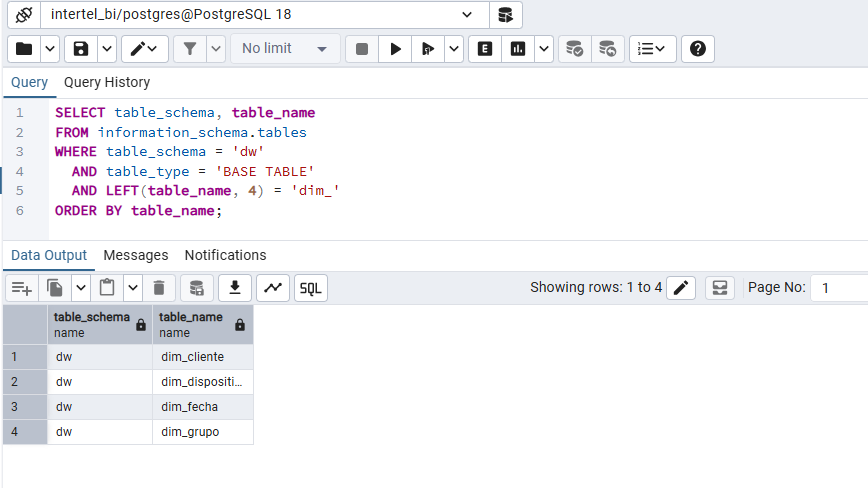 intertel_bi/postgres@PostgreSQL 18
No limit
E
Query Query History
1 SELECT table_schema, table_name
2 FROM information_schema.tables
3 WHERE table_schema = 'dw'
4 AND table_type = 'BASE TABLE'
5 AND LEFT(table_name, 4) = 'dim_'
6 ORDER BY table_name;
Data Output Messages Notifications
SQL Showing rows: 1 to 4 Page No: 1
table_schema table_name
name name
1 dw dim_cliente
2 dw dim_dispositi...
3 dw dim_fecha
4 dw dim_grupo